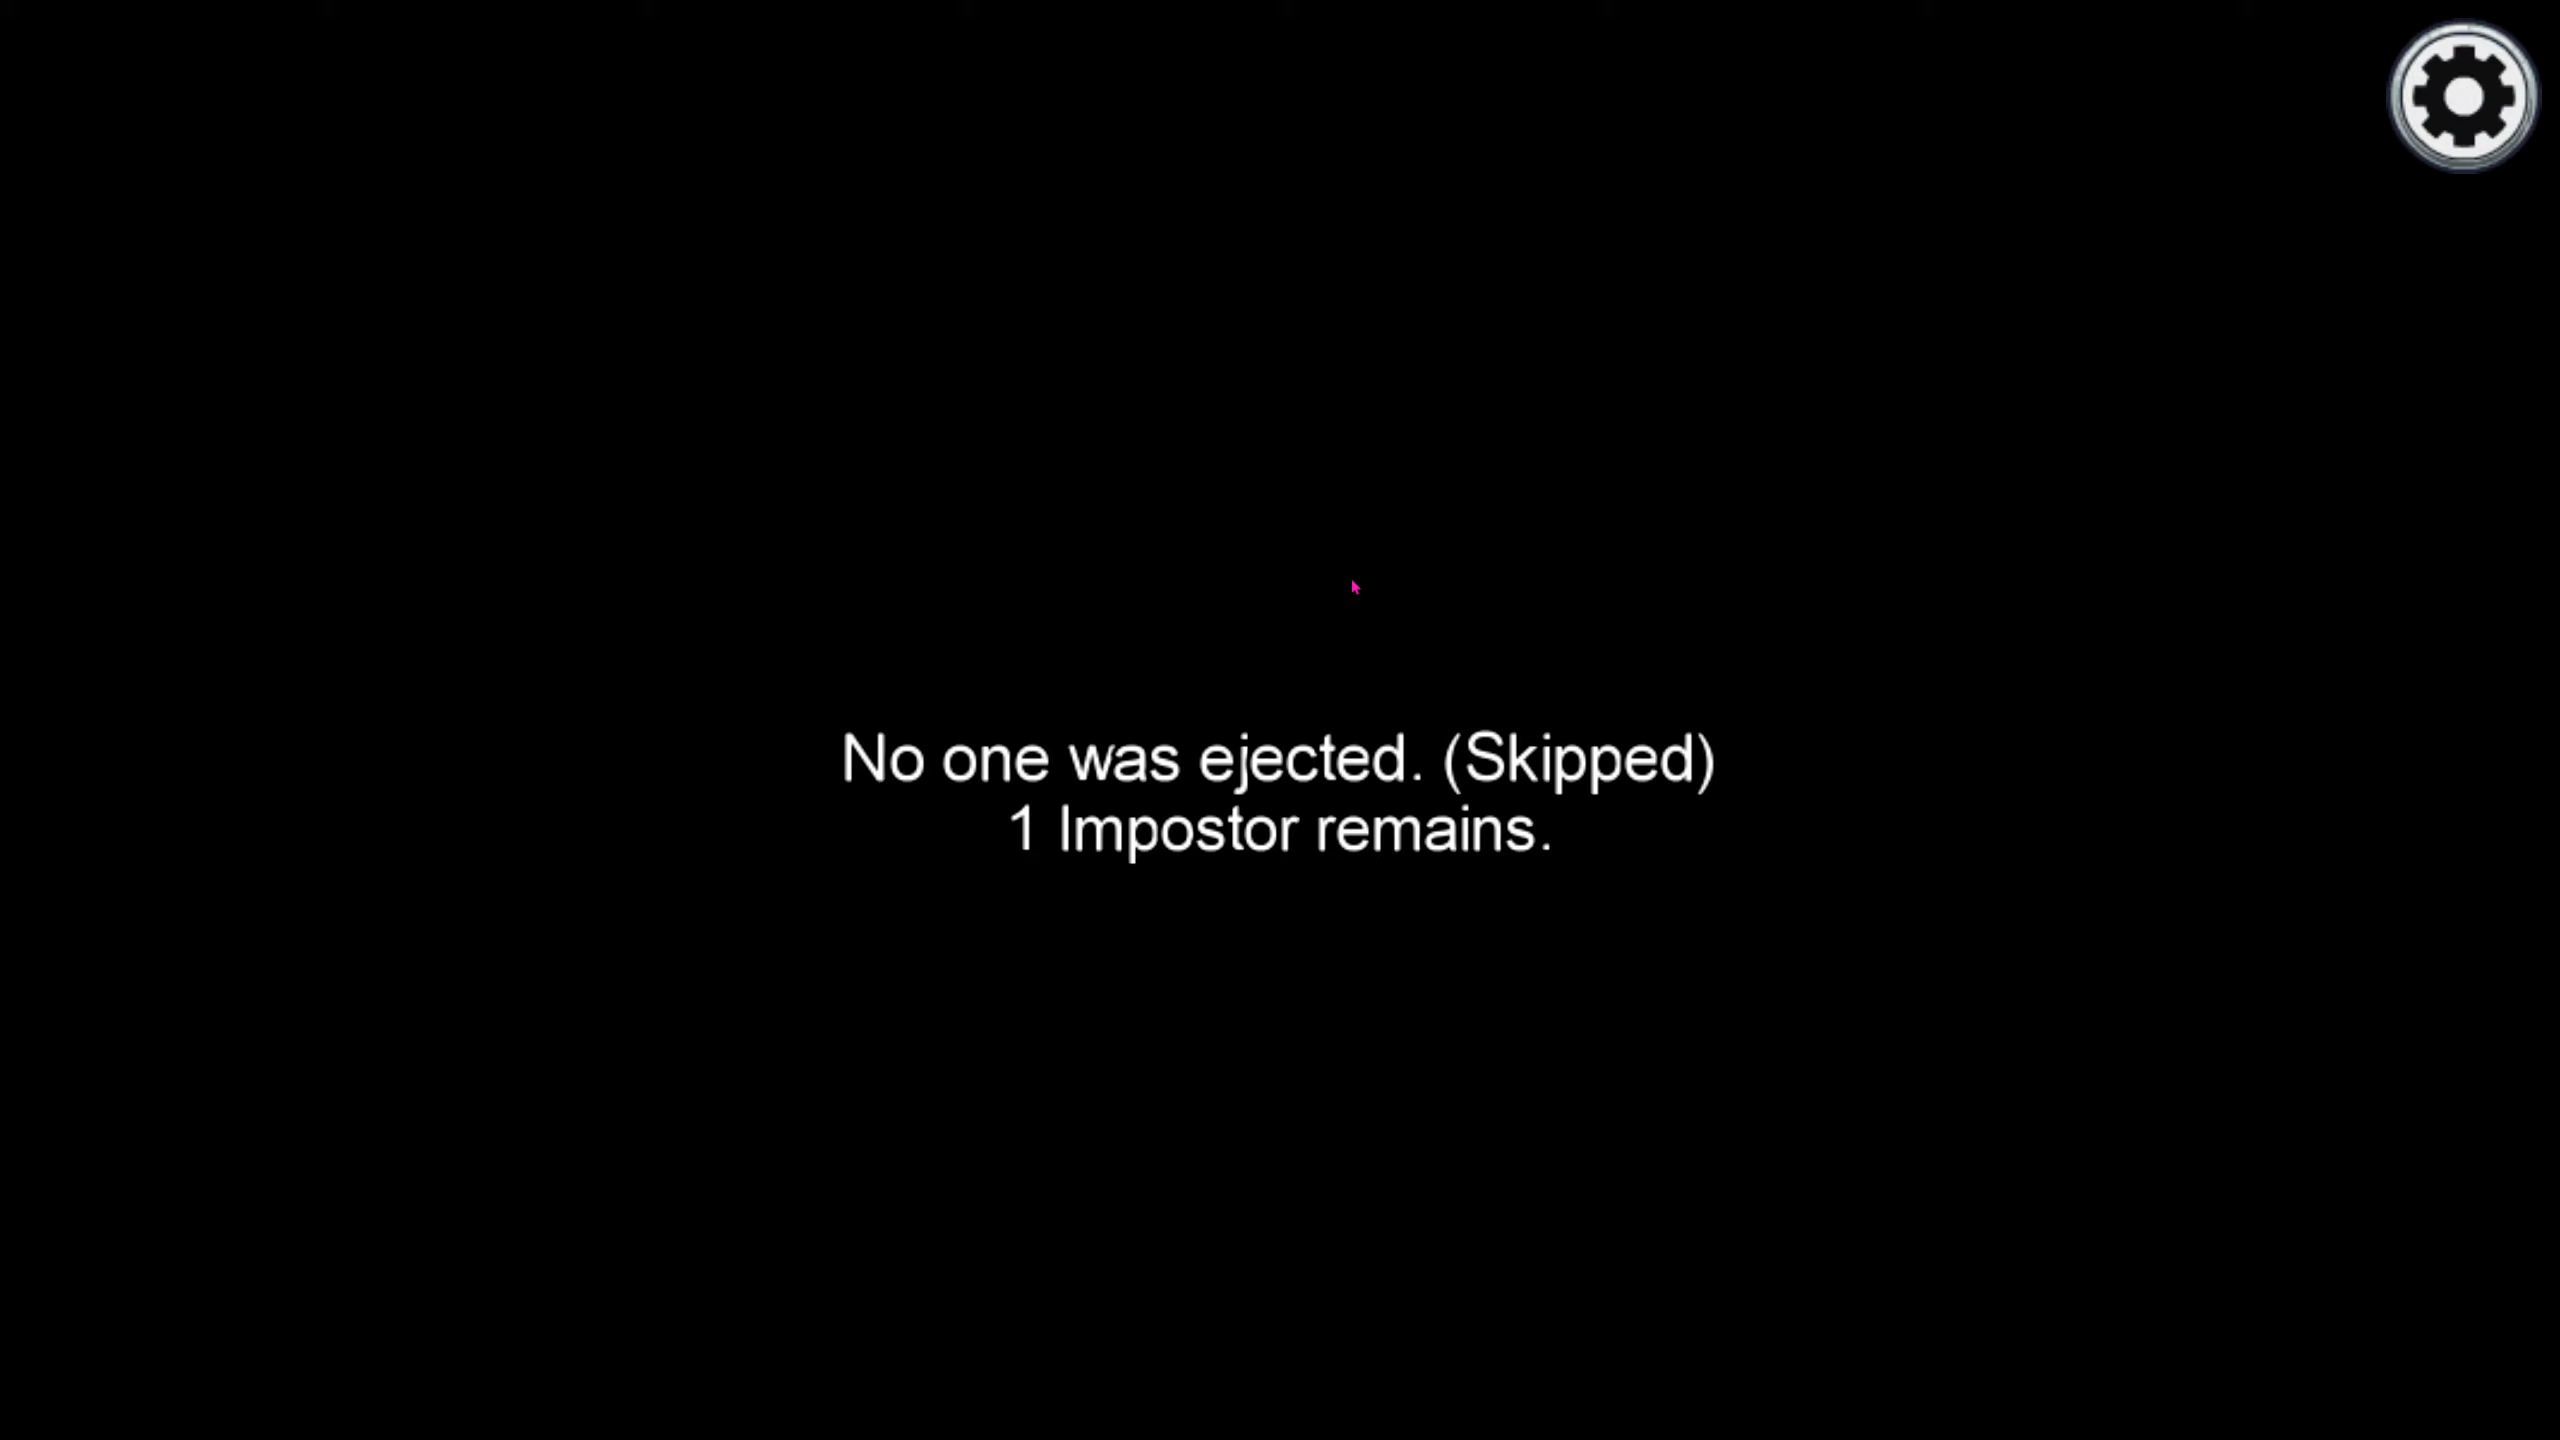 No one was ejected. (Skipped)
1 Impostor remains.